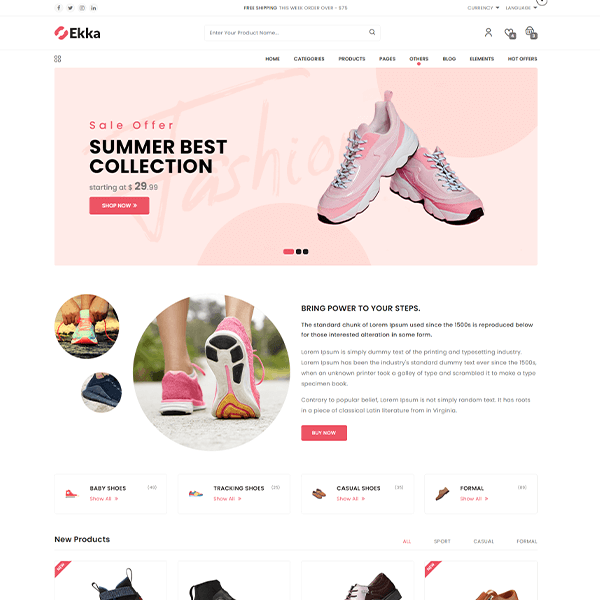 FREE SHIPPING THIS WEEK ORDER OVER - $75
CURRENCY
LANGUAGE
Ekka
Enter Your Product Name...
HOME
CATEGORIES
PRODUCTS
PAGES
OTHERS
BLOG
ELEMENTS
HOT OFFERS
Fashion
Sale Offer
SUMMER BEST
COLLECTION
starting at $ 29.99
SHOW NOW »
BRING POWER TO YOUR STEPS.
The standard chunk of Lorem Ipsum used since the 1500s is reproduced below
for those interested alteration in some form.
Lorem Ipsum is simply dummy text of the printing and typesetting industry.
Lorem Ipsum has been the industry's standard dummy text ever since the 1500s,
when an unknown printer took a galley of type and scrambled it to make a type
specimen book.
Contrary to popular belief, Lorem Ipsum is not simply random text. It has roots
in a piece of classical Latin literature from in Virginia.
BUY NOW
BABY SHOES
Show All »
TRACKING SHOES
Show All »
CASUAL SHOES
Show All »
FORMAL
Show All »
New Products
ALL
SPORT
CASUAL
FORMAL
NEW
NEW